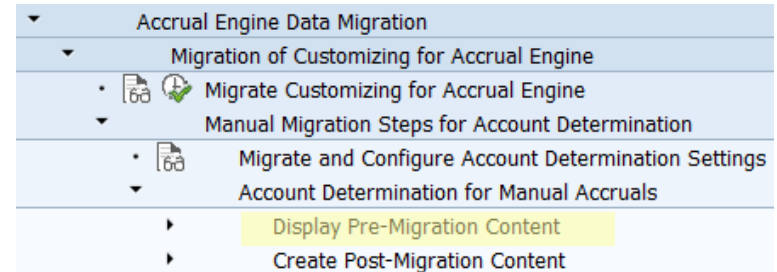 Accrual Engine Data Migration
Migration of Customizing for Accrual Engine
Migrate Customizing for Accrual Engine
Manual Migration Steps for Account Determination
Migrate and Configure Account Determination Settings
Account Determination for Manual Accruals
Display Pre-Migration Content
Create Post-Migration Content